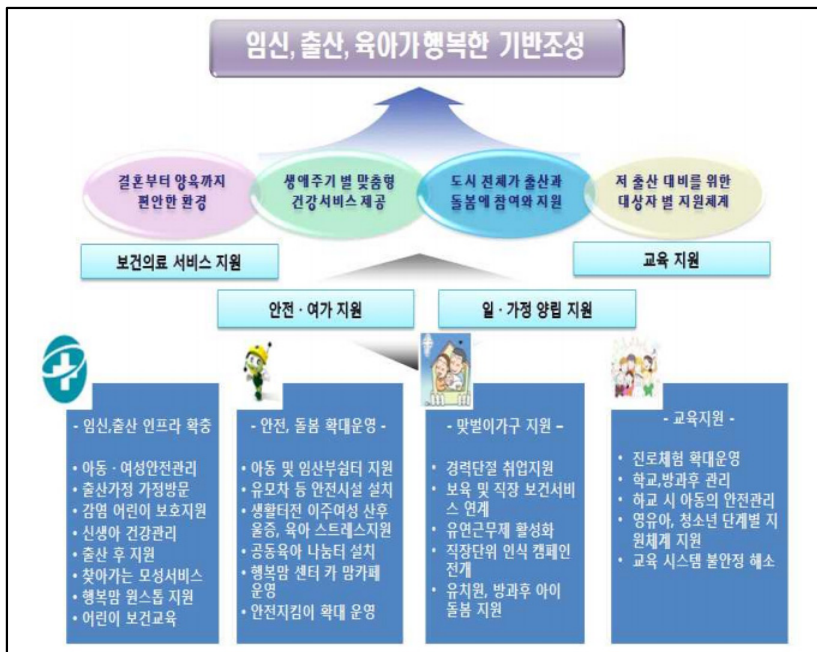 임신, 출산, 육아가 행복한 기반조성
결혼부터 양육까지
편안한 환경
생애주기 별 맞춤형
건강서비스 제공
도시 전체가 출산과
돌봄에 참여와 지원
저 출산 대비를 위한
대상자 별 지원체계
보건의료 서비스 지원
교육 지원
안전 · 여가 지원
일 · 가정 양립 지원
- 임신,출산 인프라 확충
• 아동 · 여성안전관리
• 출산가정 가정방문
• 감염 어린이 보호지원
• 신생아 건강관리
• 출산 후 지원
• 찾아가는 모성서비스
• 행복맘 원스톱 지원
• 어린이 보건교육
- 안전, 돌봄 확대운영 -
• 아동 및 임산부쉼터 지원
• 유모차 등 안전시설 설치
• 생활터전 이주여성 산후
울증, 육아 스트레스지원
• 공동육아 나눔터 설치
• 행복맘 센터 카 맘카페
운영
• 안전지킴이 확대 운영
- 맞벌이가구 지원 –
• 경력단절 취업지원
• 보육 및 직장 보건서비
스 연계
• 유연근무제 활성화
• 직장단위 인식 캠페인
전개
• 유치원, 방과후 아이
돌봄 지원
- 교육지원 -
• 진로체험 확대운영
• 학교,방과후 관리
• 하교 시 아동의 안전관리
• 영유아, 청소년 단계별 지
원체계 지원
• 교육 시스템 불안정 해소